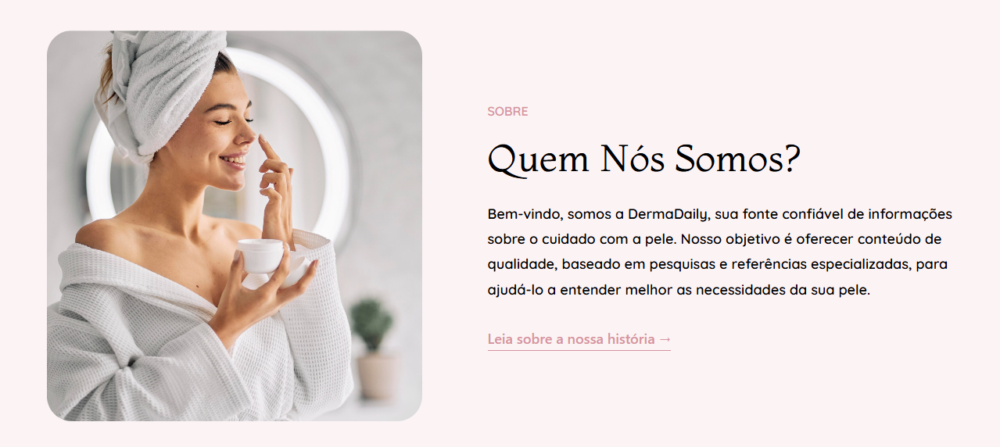 SOBRE
Quem Nós Somos?
Bem-vindo, somos a DermaDaily, sua fonte confiável de informações
sobre o cuidado com a pele. Nosso objetivo é oferecer conteúdo de
qualidade, baseado em pesquisas e referências especializadas, para
ajudá-lo a entender melhor as necessidades da sua pele.
Leia sobre a nossa história →